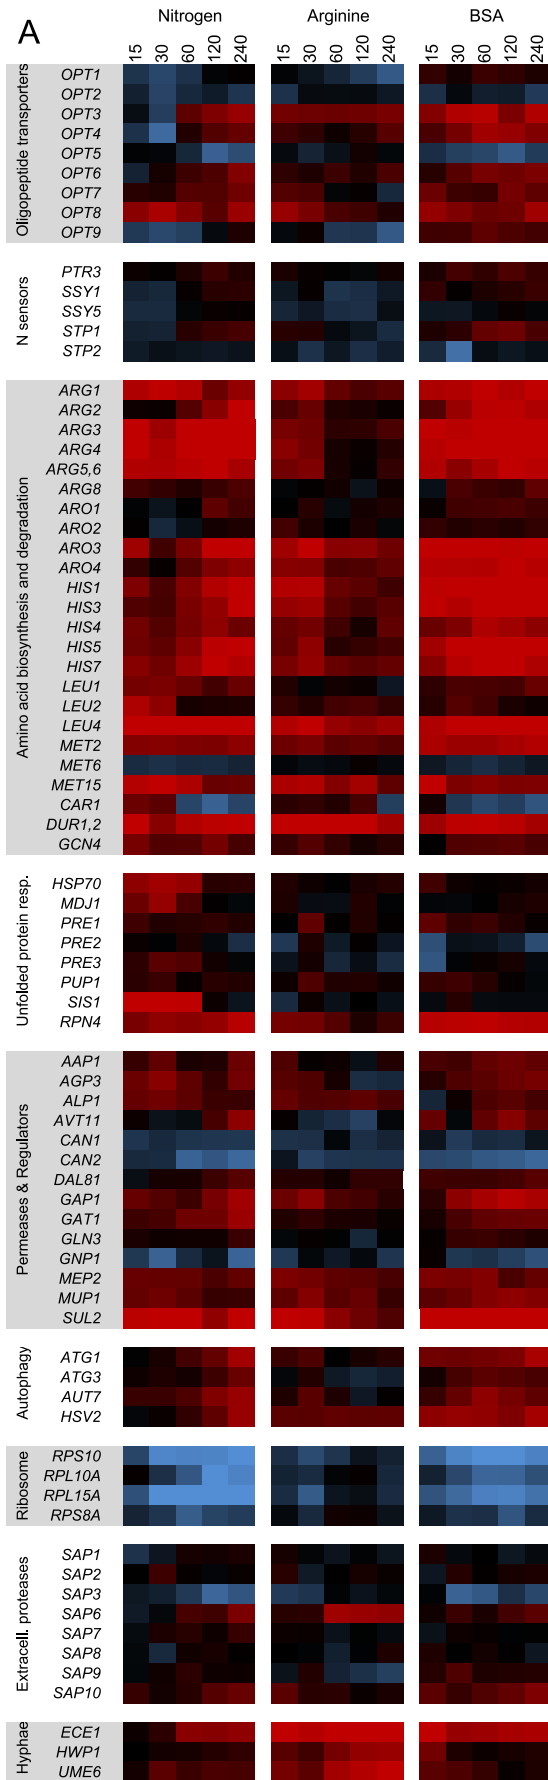 A
Nitrogen Arginine BSA
15 30 60 120 240 15 30 60 120 240 15 30 60 120 240
Oligopeptide transporters
OPT1
OPT2
OPT3
OPT4
OPT5
OPT6
OPT7
OPT8
OPT9
N sensors
PTR3
SSY1
SSY5
STP1
STP2
Amino acid biosynthesis and degradation
ARG1
ARG2
ARG3
ARG4
ARG5,6
ARG8
ARO1
ARO2
ARO3
ARO4
HIS1
HIS3
HIS4
HIS5
HIS7
LEU1
LEU2
LEU4
MET2
MET6
MET15
CAR1
DUR1,2
GCN4
Unfolded protein resp.
HSP70
MDJ1
PRE1
PRE2
PRE3
PUP1
SIS1
RPN4
Permeases & Regulators
AAP1
AGP3
ALP1
AVT11
CAN1
CAN2
DAL81
GAP1
GAT1
GLN3
GNP1
MEP2
MUP1
SUL2
Autophagy
ATG1
ATG3
AUT7
HSV2
Ribosome
RPS10
RPL10A
RPL15A
RPS8A
Extracell. proteases
SAP1
SAP2
SAP3
SAP6
SAP7
SAP8
SAP9
SAP10
Hyphae
ECE1
HWP1
UME6